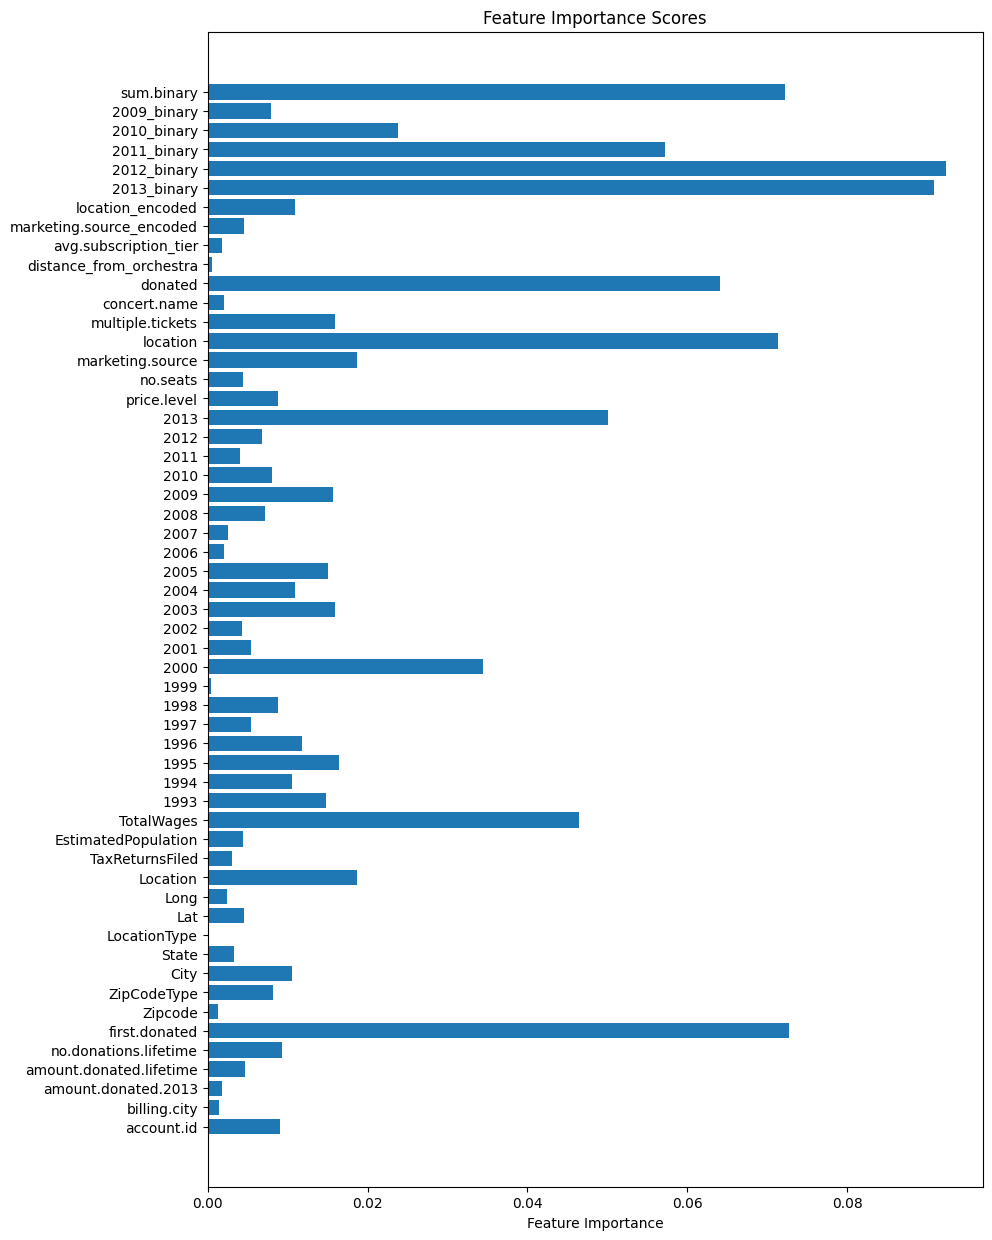 Feature Importance Scores
sum.binary
2009_binary
2010_binary
2011_binary
2012_binary
2013_binary
location_encoded
marketing.source_encoded
avg.subscription_tier
distance_from_orchestra
donated
concert.name
multiple.tickets
location
marketing.source
no.seats
price.level
2013
2012
2011
2010
2009
2008
2007
2006
2005
2004
2003
2002
2001
2000
1999
1998
1997
1996
1995
1994
1993
TotalWages
EstimatedPopulation
TaxReturnsFiled
Location
Long
Lat
LocationType
State
City
ZipCodeType
Zipcode
first.donated
no.donations.lifetime
amount.donated.lifetime
amount.donated.2013
billing.city
account.id
0.00 0.02 0.04 0.06 0.08
Feature Importance